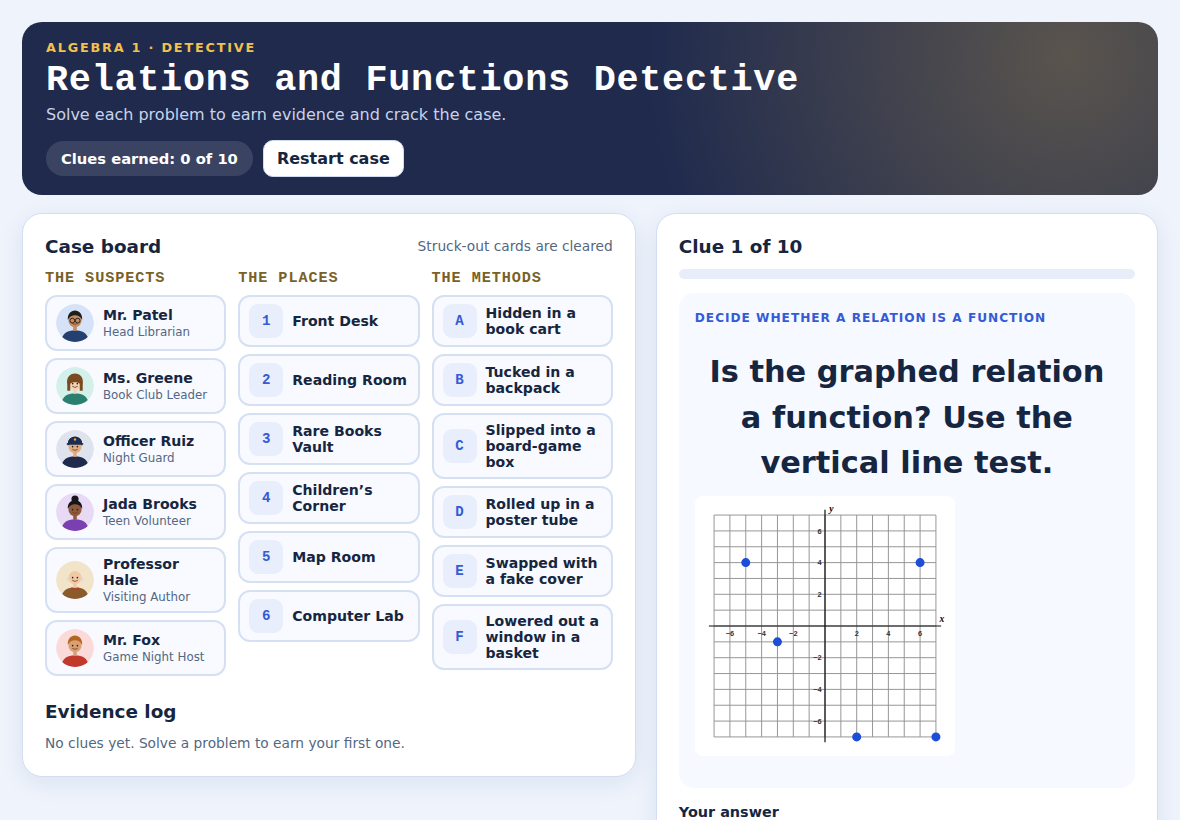 ALGEBRA 1 · DETECTIVE
Relations and Functions Detective
Solve each problem to earn evidence and crack the case.
Clues earned: 0 of 10
Restart case
Case board
Struck-out cards are cleared
THE SUSPECTS
Mr. Patel
Head Librarian
Ms. Greene
Book Club Leader
Officer Ruiz
Night Guard
Jada Brooks
Teen Volunteer
Professor
Hale
Visiting Author
Mr. Fox
Game Night Host
THE PLACES
1
Front Desk
2
Reading Room
3
Rare Books
Vault
4
Children’s
Corner
5
Map Room
6
Computer Lab
THE METHODS
A
Hidden in a
book cart
B
Tucked in a
backpack
C
Slipped into a
board-game
box
D
Rolled up in a
poster tube
E
Swapped with
a fake cover
F
Lowered out a
window in a
basket
Evidence log
No clues yet. Solve a problem to earn your first one.
Clue 1 of 10
DECIDE WHETHER A RELATION IS A FUNCTION
Is the graphed relation
a function? Use the
vertical line test.
y
6
4
2
x
−6 −4 −2 2 4 6
−2
−4
−6
Your answer